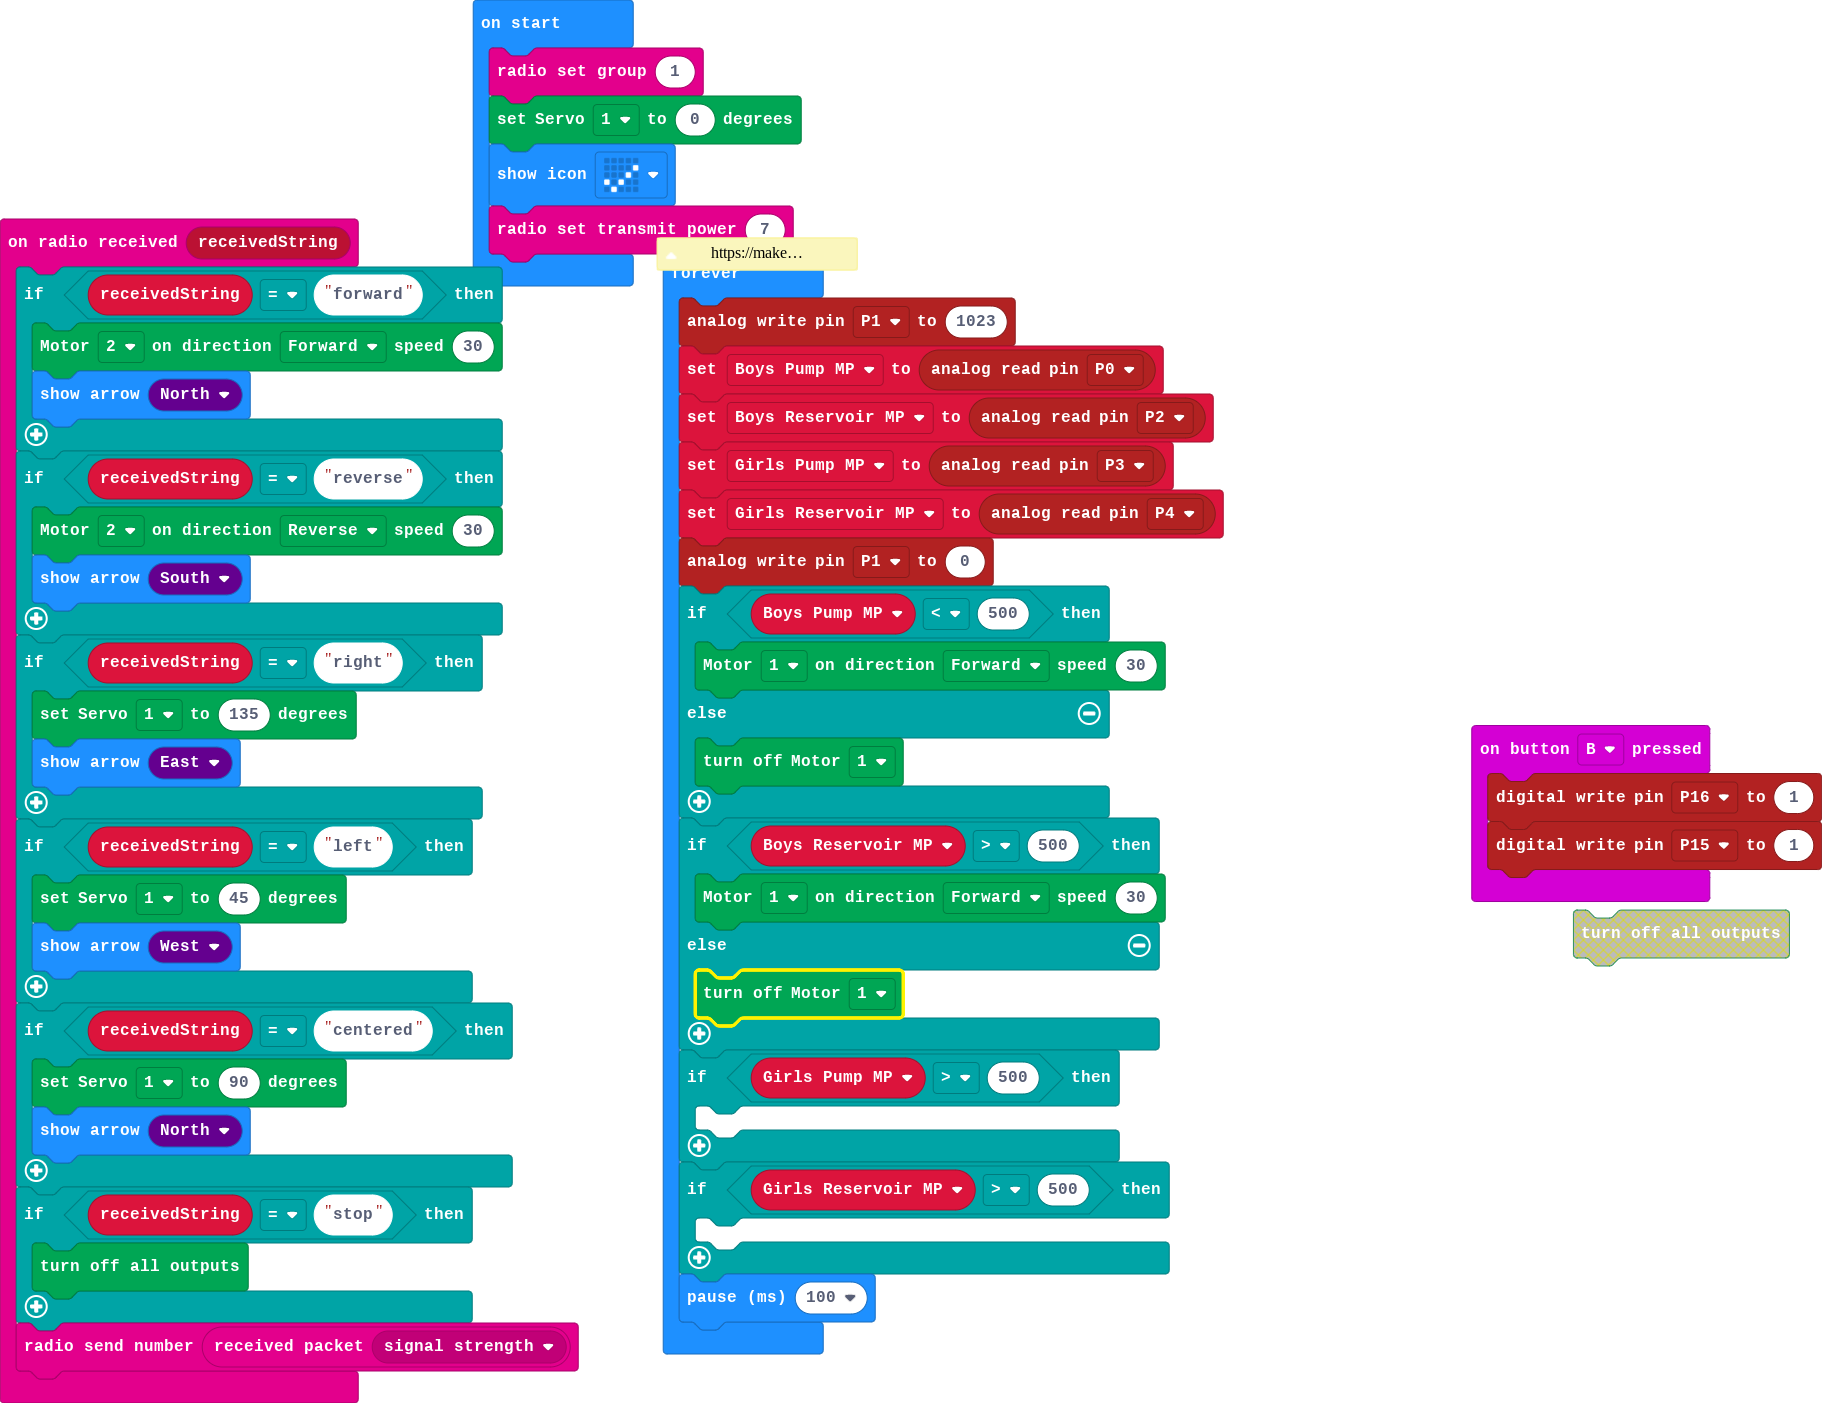 on start
radio set group 1
set Servo 1 to 0 degrees
show icon
radio set transmit power 7
on radio received receivedString
if receivedString = "forward" then
Motor 2 on direction Forward speed 30
show arrow North
if receivedString = "reverse" then
Motor 2 on direction Reverse speed 30
show arrow South
if receivedString = "right" then
set Servo 1 to 135 degrees
show arrow East
if receivedString = "left" then
set Servo 1 to 45 degrees
show arrow West
if receivedString = "centered" then
set Servo 1 to 90 degrees
show arrow North
if receivedString = "stop" then
turn off all outputs
radio send number received packet signal strength
https://make…
forever
analog write pin P1 to 1023
set Boys Pump MP to analog read pin P0
set Boys Reservoir MP to analog read pin P2
set Girls Pump MP to analog read pin P3
set Girls Reservoir MP to analog read pin P4
analog write pin P1 to 0
if Boys Pump MP < 500 then
Motor 1 on direction Forward speed 30
else
turn off Motor 1
if Boys Reservoir MP > 500 then
Motor 1 on direction Forward speed 30
else
turn off Motor 1
if Girls Pump MP > 500 then
if Girls Reservoir MP > 500 then
pause (ms) 100
on button B pressed
digital write pin P16 to 1
digital write pin P15 to 1
turn off all outputs